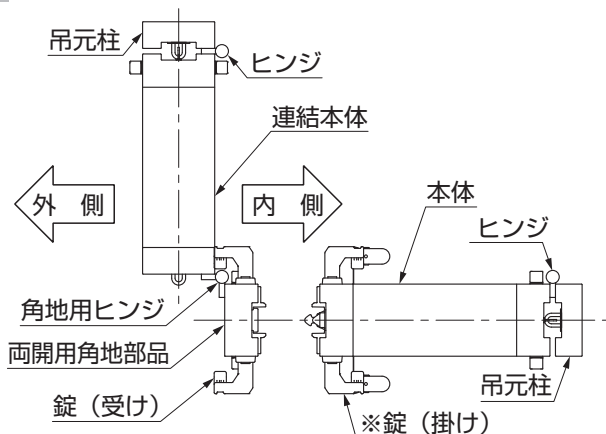 吊元柱
ヒンジ
連結本体
外 側
内 側
本体
ヒンジ
角地用ヒンジ
両開用角地部品
錠（受け）
吊元柱
※錠（掛け）